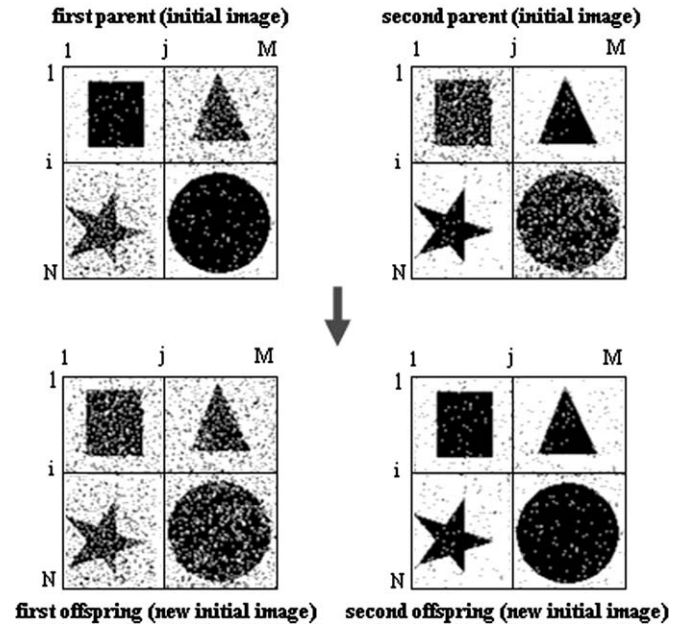 first parent (initial image) second parent (initial image)
1 j M 1 j M
1 1
i i
N N
1 j M 1 j M
1 1
i i
N N
first offspring (new initial image) second offspring (new initial image)